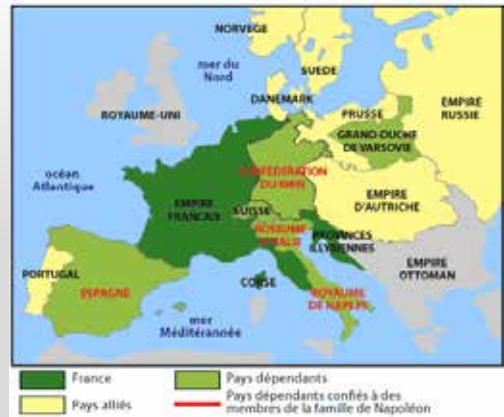 NORVEGE
mer du
Nord
SUEDE
DANEMARK
ROYAUME-UNI
PRUSSE
EMPIRE
RUSSIE
GRAND-DUCHE
DE VARSOVIE
océan
Atlantique
CONFEDERATION
DU RHIN
EMPIRE
FRANCAIS
SUISSE
EMPIRE
D'AUTRICHE
ROYAUME
D'ITALIE
PROVINCES
ILLYRIENNES
EMPIRE
OTTOMAN
PORTUGAL
ESPAGNE
CORSE
ROYAUME
DE NAPLES
mer
Méditérannée
France
Pays dépendants
Pays alliés
Pays dépendants confiés à des
membres de la famille de Napoléon